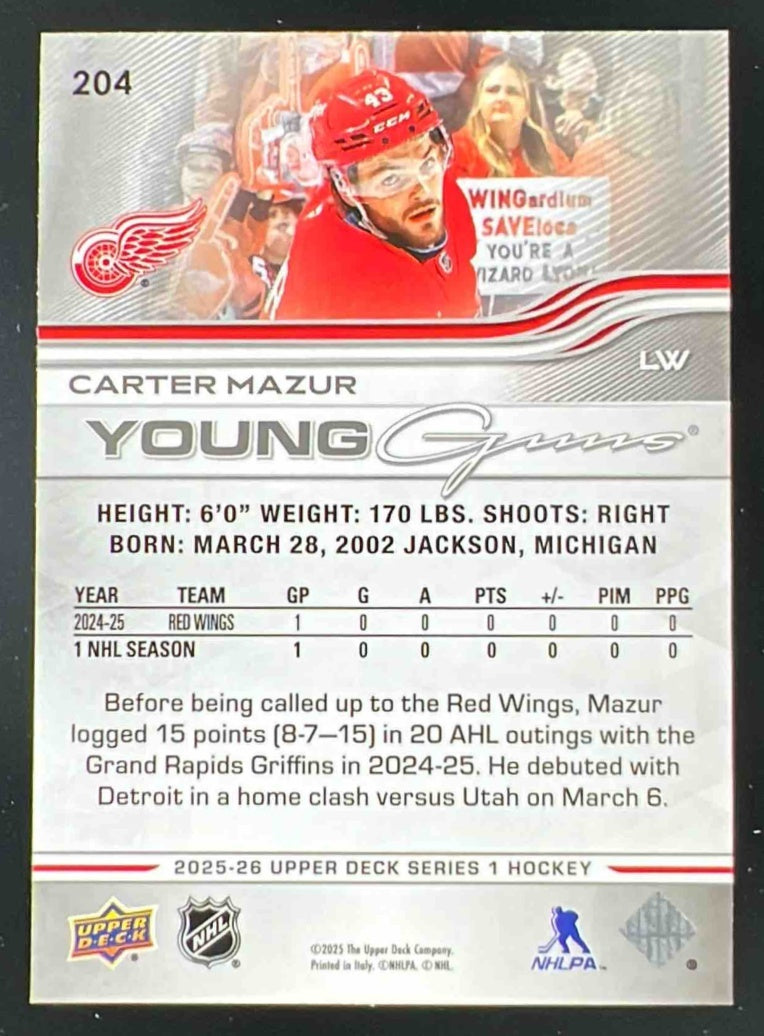 204
43
CCM
WINGardium
SAVEiosa
YOU'RE A
LW
CARTER MAZUR
YOUNG Guns®
HEIGHT: 6'0" WEIGHT: 170 LBS. SHOOTS: RIGHT
BORN: MARCH 28, 2002 JACKSON, MICHIGAN
YEAR TEAM GP G A PTS +/- PIM PPG
2024-25 RED WINGS 1 0 0 0 0 0 0
1 NHL SEASON 1 0 0 0 0 0 0
Before being called up to the Red Wings, Mazur
logged 15 points (8-7—15) in 20 AHL outings with the
Grand Rapids Griffins in 2024-25. He debuted with
Detroit in a home clash versus Utah on March 6.
2025-26 UPPER DECK SERIES 1 HOCKEY
UPPER
D·E·C·K
NHL
©2025 The Upper Deck Company.
Printed in Italy. ©NHLPA. © NHL.
NHLPA™